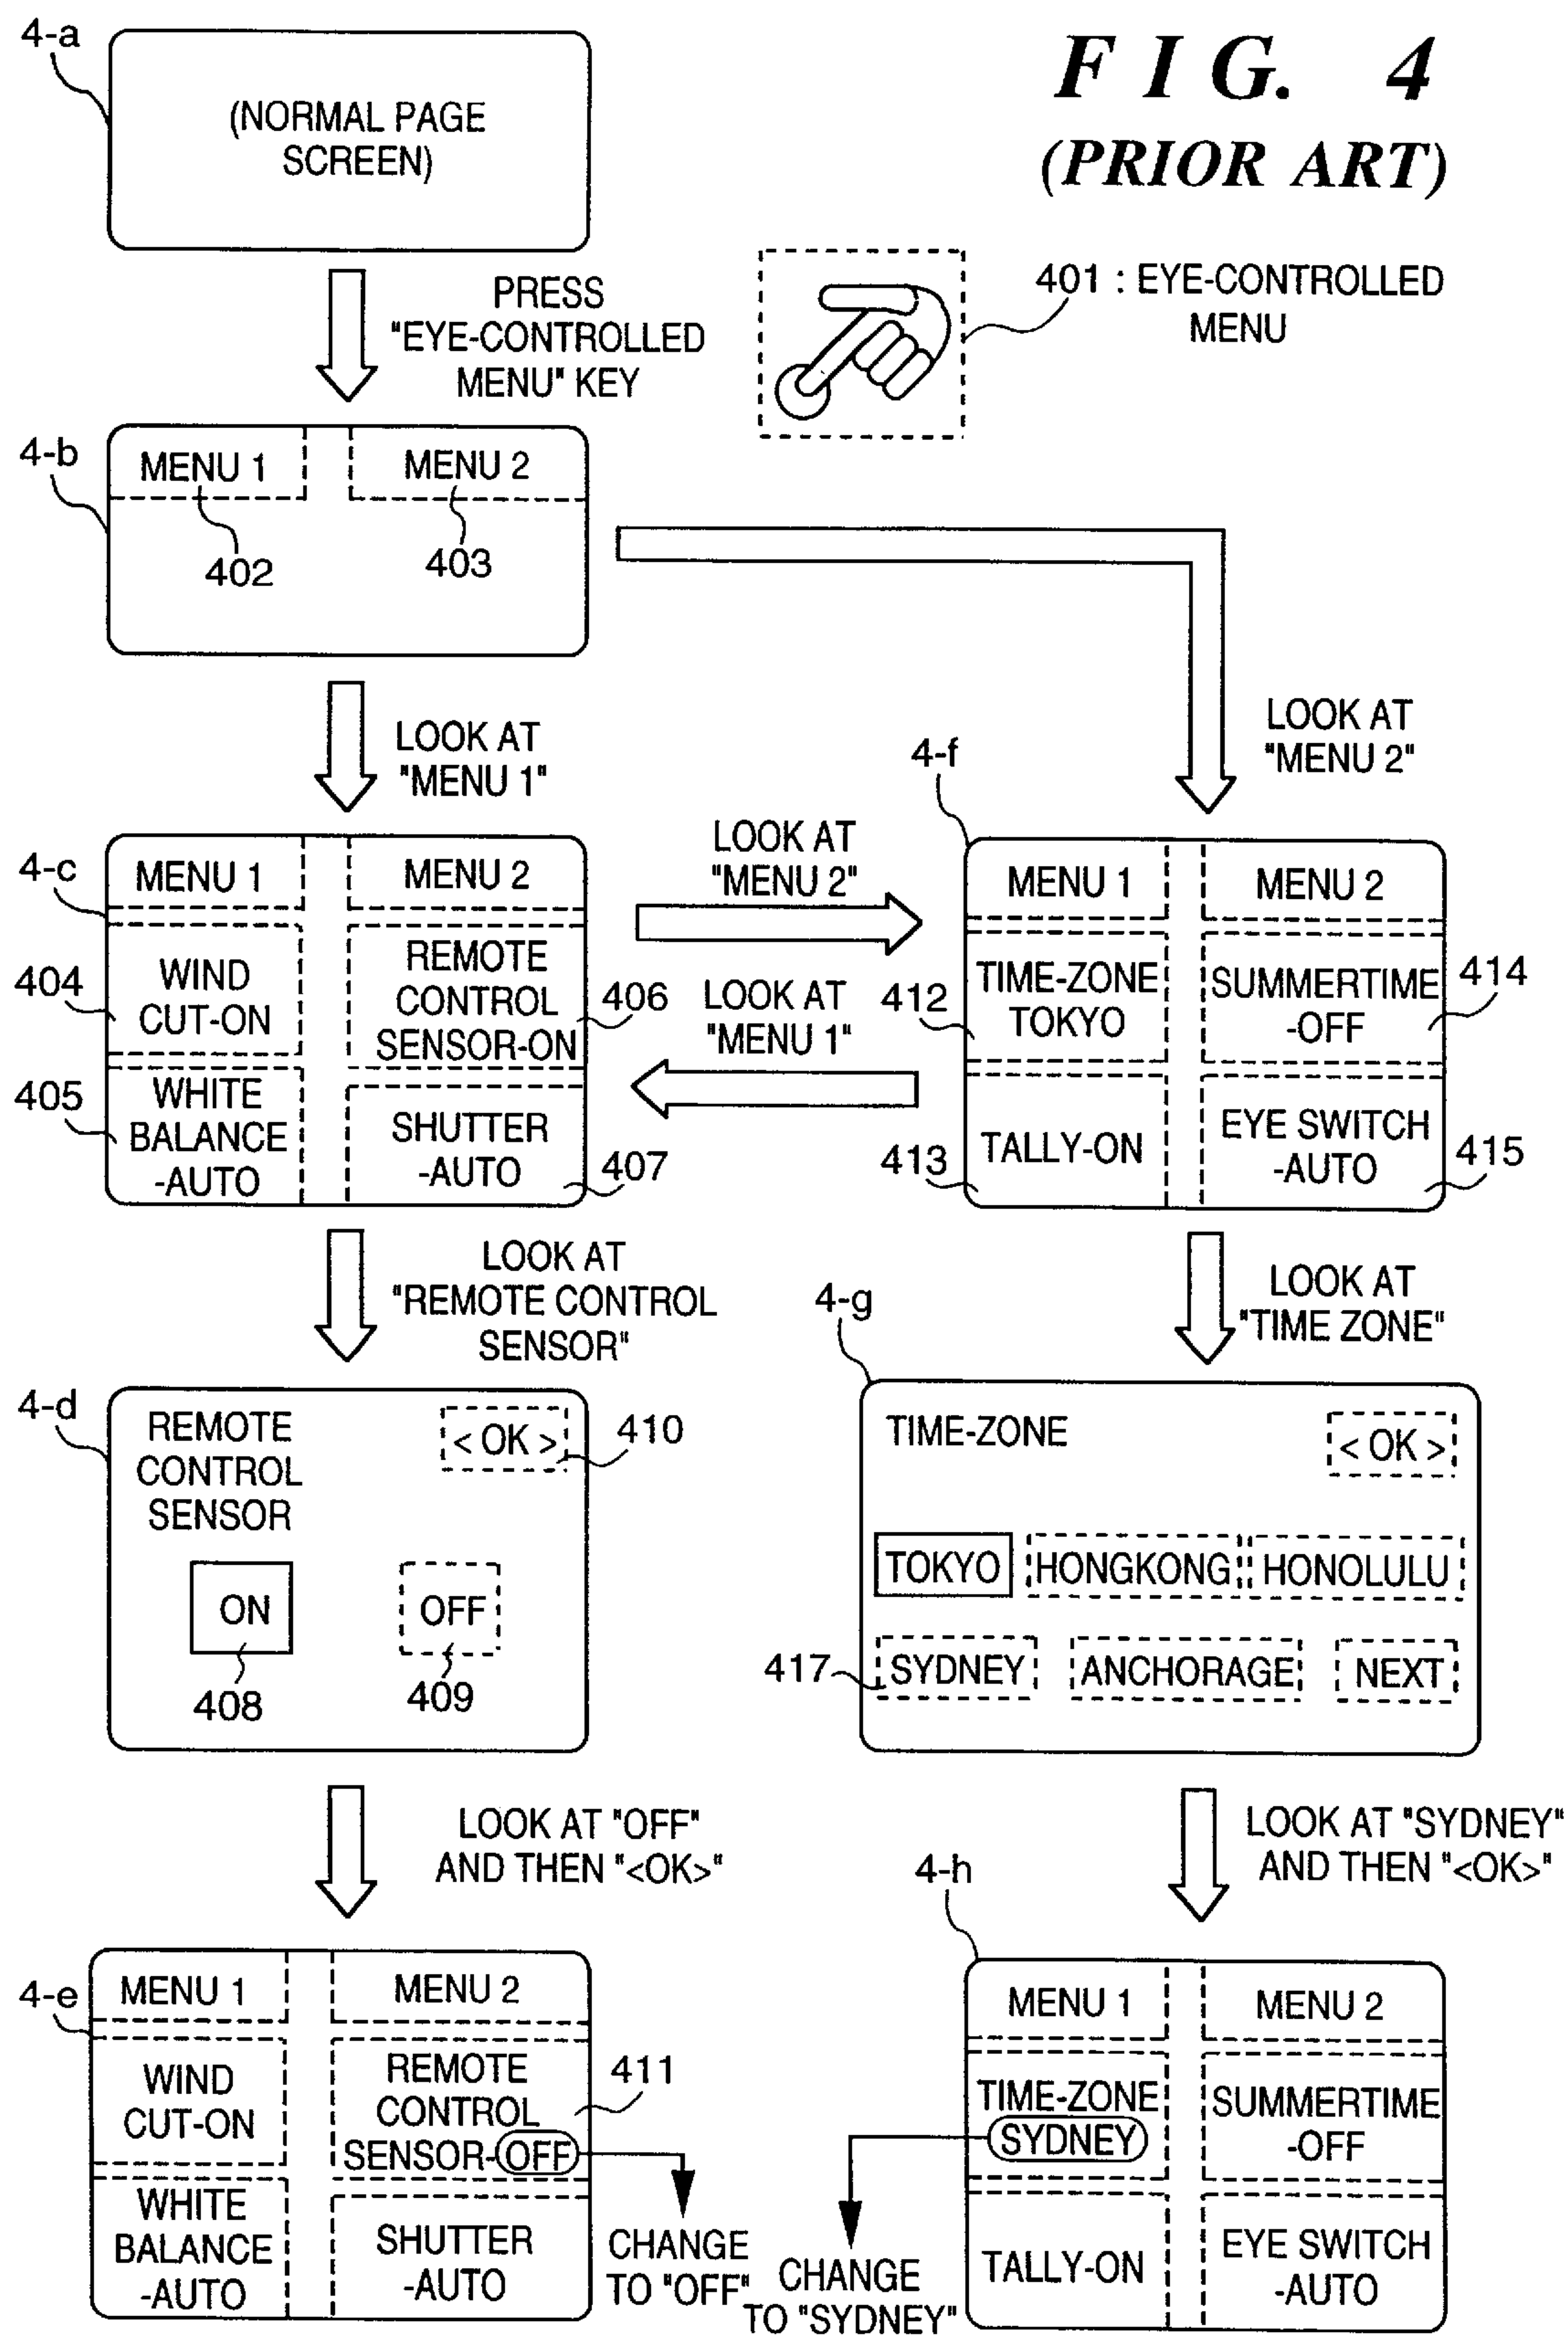 FIG. 4
(PRIOR ART)
4-a
(NORMAL PAGE
SCREEN)
PRESS
"EYE-CONTROLLED
MENU" KEY
401 : EYE-CONTROLLED
MENU
4-b
MENU 1
MENU 2
402
403
LOOK AT
"MENU 1"
LOOK AT
"MENU 2"
4-c
MENU 1
MENU 2
404
WIND
CUT-ON
REMOTE
CONTROL
SENSOR-ON
406
405
WHITE
BALANCE
-AUTO
SHUTTER
-AUTO
407
LOOK AT
"MENU 2"
LOOK AT
"MENU 1"
4-f
MENU 1
MENU 2
412
TIME-ZONE
TOKYO
SUMMERTIME
-OFF
414
413
TALLY-ON
EYE SWITCH
-AUTO
415
LOOK AT
"REMOTE CONTROL
SENSOR"
LOOK AT
"TIME ZONE"
4-d
REMOTE
CONTROL
SENSOR
< OK >
410
ON
OFF
408
409
4-g
TIME-ZONE
< OK >
TOKYO
HONGKONG
HONOLULU
417
SYDNEY
ANCHORAGE
NEXT
LOOK AT "OFF"
AND THEN "<OK>"
LOOK AT "SYDNEY"
AND THEN "<OK>"
4-e
MENU 1
MENU 2
WIND
CUT-ON
REMOTE
CONTROL
SENSOR-OFF
411
WHITE
BALANCE
-AUTO
SHUTTER
-AUTO
CHANGE
TO "OFF"
4-h
MENU 1
MENU 2
TIME-ZONE
SYDNEY
SUMMERTIME
-OFF
TALLY-ON
EYE SWITCH
-AUTO
CHANGE
TO "SYDNEY"